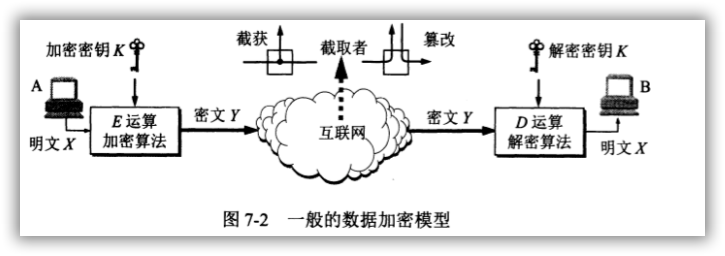 加密密钥 K
截获
截取者
篡改
解密密钥 K
A
B
E 运算
加密算法
密文 Y
互联网
密文 Y
D 运算
解密算法
明文 X
明文 X
图 7-2 一般的数据加密模型